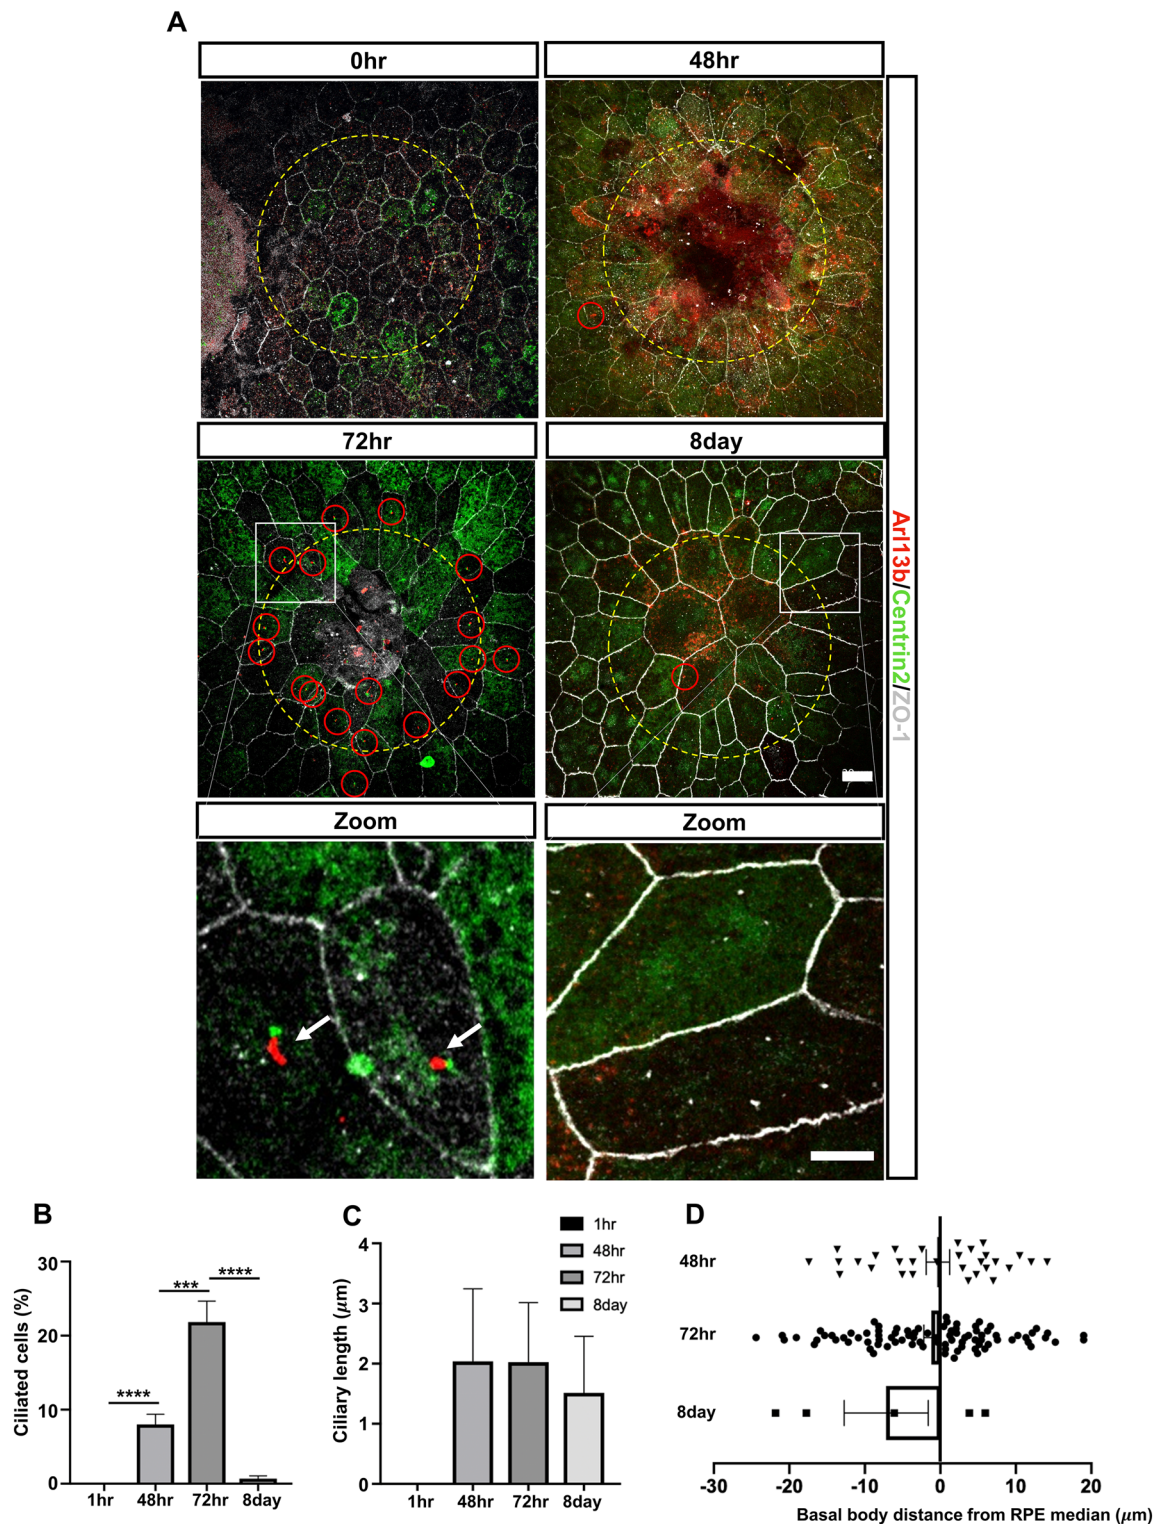 A
0hr
48hr
72hr
8day
Zoom
Zoom
Arl13b/Centrin2/ZO-1
B
Ciliated cells (%)
30
20
10
0
****
***
****
1hr
48hr
72hr
8day
C
Ciliary length (μm)
4
3
2
1
0
1hr
48hr
72hr
8day
1hr
48hr
72hr
8day
D
48hr
72hr
8day
-30
-20
-10
0
10
20
Basal body distance from RPE median (μm)